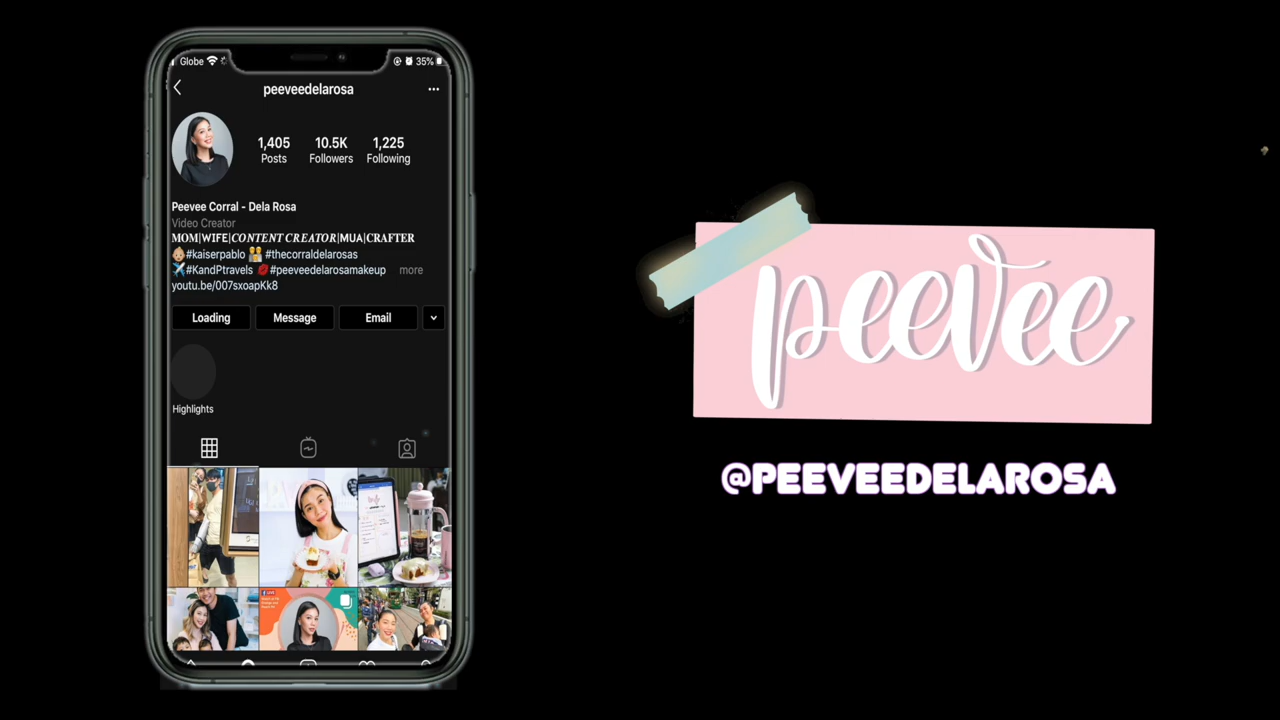 Globe 35%
peeveedelarosa
1,405 10.5K 1,225
Posts Followers Following
Peevee Corral - Dela Rosa
Video Creator
MOM|WIFE|CONTENT CREATOR|MUA|CRAFTER
#kaiserpablo #thecorraldelarosas
#KandPtravels #peeveedelarosamakeup more
youtu.be/007sxoapKk8
Loading Message Email
Highlights
peevee
@PEEVEEDELAROSA